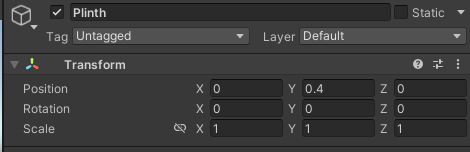 Plinth Static
Tag Untagged Layer Default
Transform
Position X 0 Y 0.4 Z 0
Rotation X 0 Y 0 Z 0
Scale X 1 Y 1 Z 1